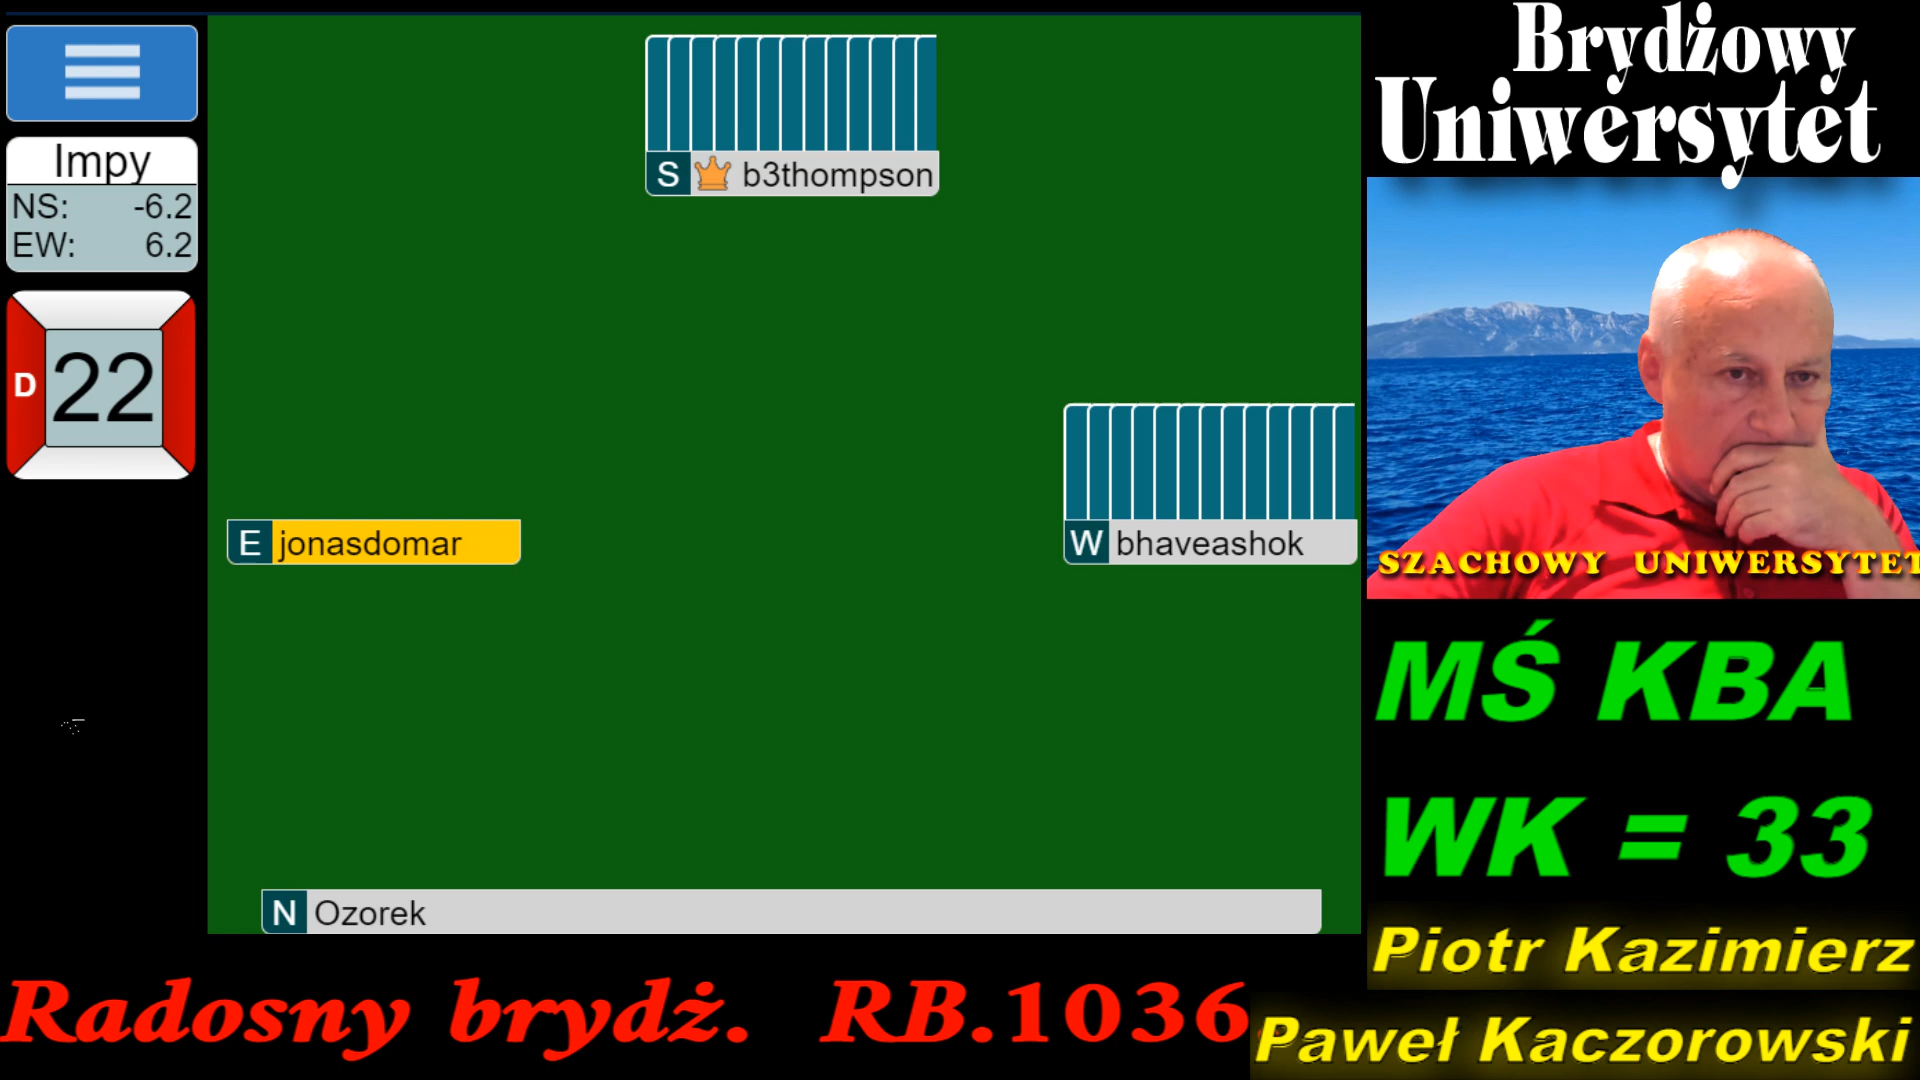 Impy
NS: -6.2
EW: 6.2
D 22
S b3thompson
E jonasdomar
W bhaveashok
N Ozorek
Brydżowy
Uniwersytet
SZACHOWY UNIWERSYTET
MŚ KBA
WK = 33
Piotr Kazimierz
Paweł Kaczorowski
Radosny brydż. RB.1036